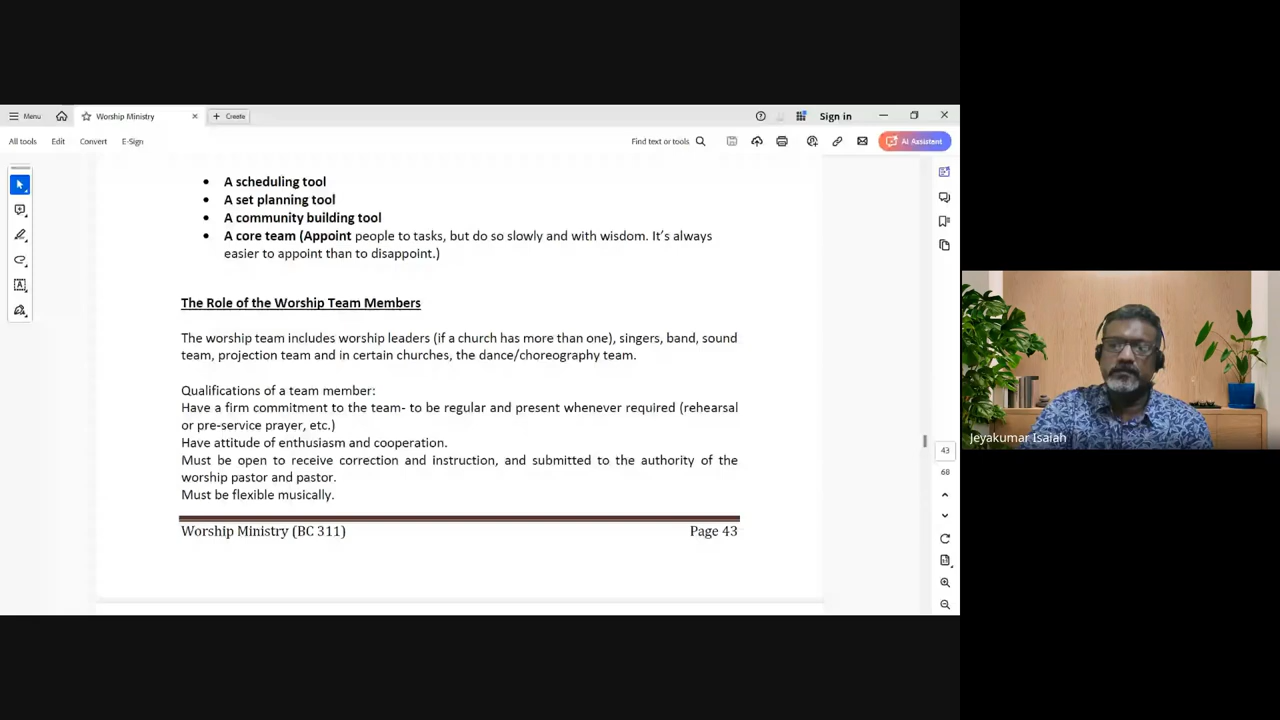 Menu
Worship Ministry
Create
Sign in
All tools
Edit
Convert
E-Sign
Find text or tools
AI Assistant
• A scheduling tool
• A set planning tool
• A community building tool
• A core team (Appoint people to tasks, but do so slowly and with wisdom. It's always
easier to appoint than to disappoint.)
The Role of the Worship Team Members
The worship team includes worship leaders (if a church has more than one), singers, band, sound
team, projection team and in certain churches, the dance/choreography team.
Qualifications of a team member:
Have a firm commitment to the team- to be regular and present whenever required (rehearsal
or pre-service prayer, etc.)
Have attitude of enthusiasm and cooperation.
Must be open to receive correction and instruction, and submitted to the authority of the
worship pastor and pastor.
Must be flexible musically.
Worship Ministry (BC 311)
Page 43
43
68
Jeyakumar Isaiah